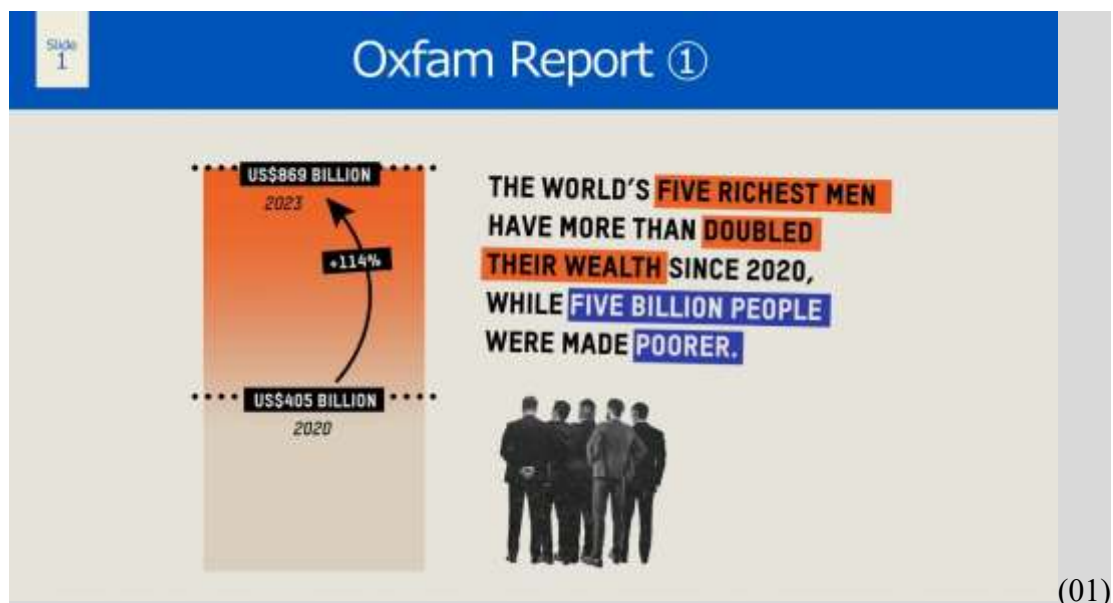 Slide
1
Oxfam Report ①
US$869 BILLION
2023
+114%
US$405 BILLION
2020
THE WORLD'S FIVE RICHEST MEN
HAVE MORE THAN DOUBLED
THEIR WEALTH SINCE 2020,
WHILE FIVE BILLION PEOPLE
WERE MADE POORER.
(01)